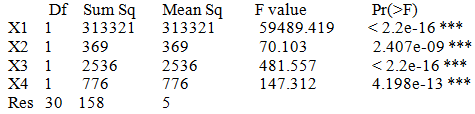 Df Sum Sq Mean Sq F value Pr(>F)
X1 1 313321 313321 59489.419 < 2.2e-16 ***
X2 1 369 369 70.103 2.407e-09 ***
X3 1 2536 2536 481.557 < 2.2e-16 ***
X4 1 776 776 147.312 4.198e-13 ***
Res 30 158 5